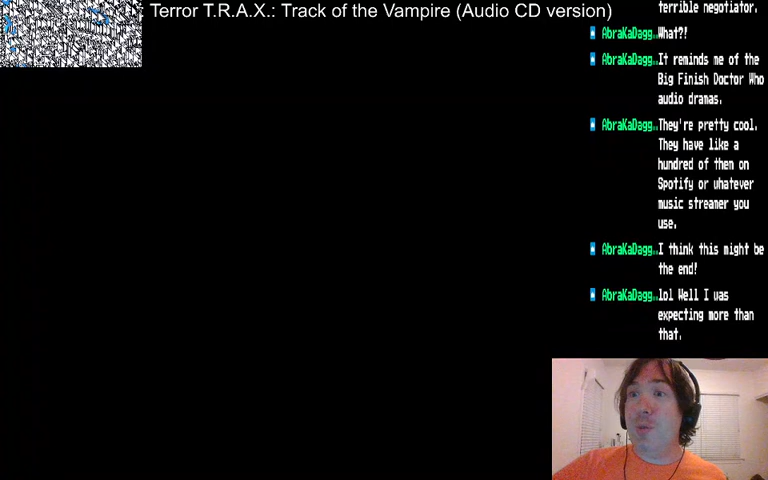 : Terror T.R.A.X.: Track of the Vampire (Audio CD version)
terrible negotiator.
AbraKaDagg.. What?!
AbraKaDagg.. It reminds me of the
Big Finish Doctor Who
audio dramas.
AbraKaDagg.. They're pretty cool.
They have like a
hundred of them on
Spotify or whatever
music streamer you
use.
AbraKaDagg.. I think this might be
the end!
AbraKaDagg.. lol Well I was
expecting more than
that.